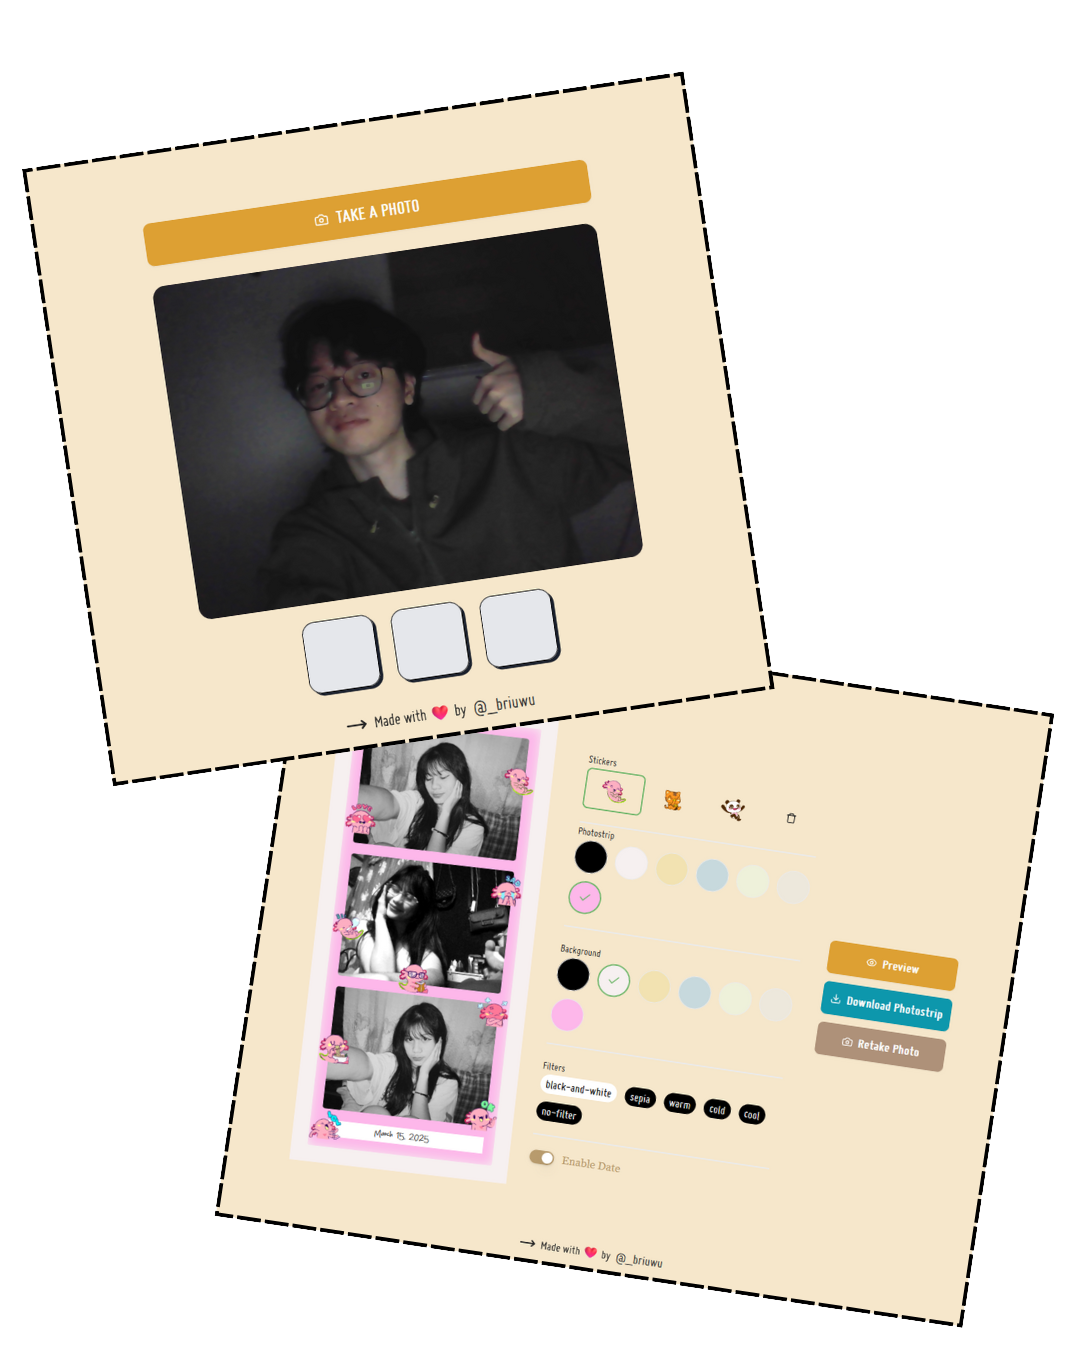 TAKE A PHOTO
Made with ❤️ by @_briuwu
Stickers
Photostrip
Background
Preview
Download Photostrip
Retake Photo
Filters
black-and-white
sepia
warm
cold
cool
no-filter
March 15, 2025
Enable Date
Made with ❤️ by @_briuwu